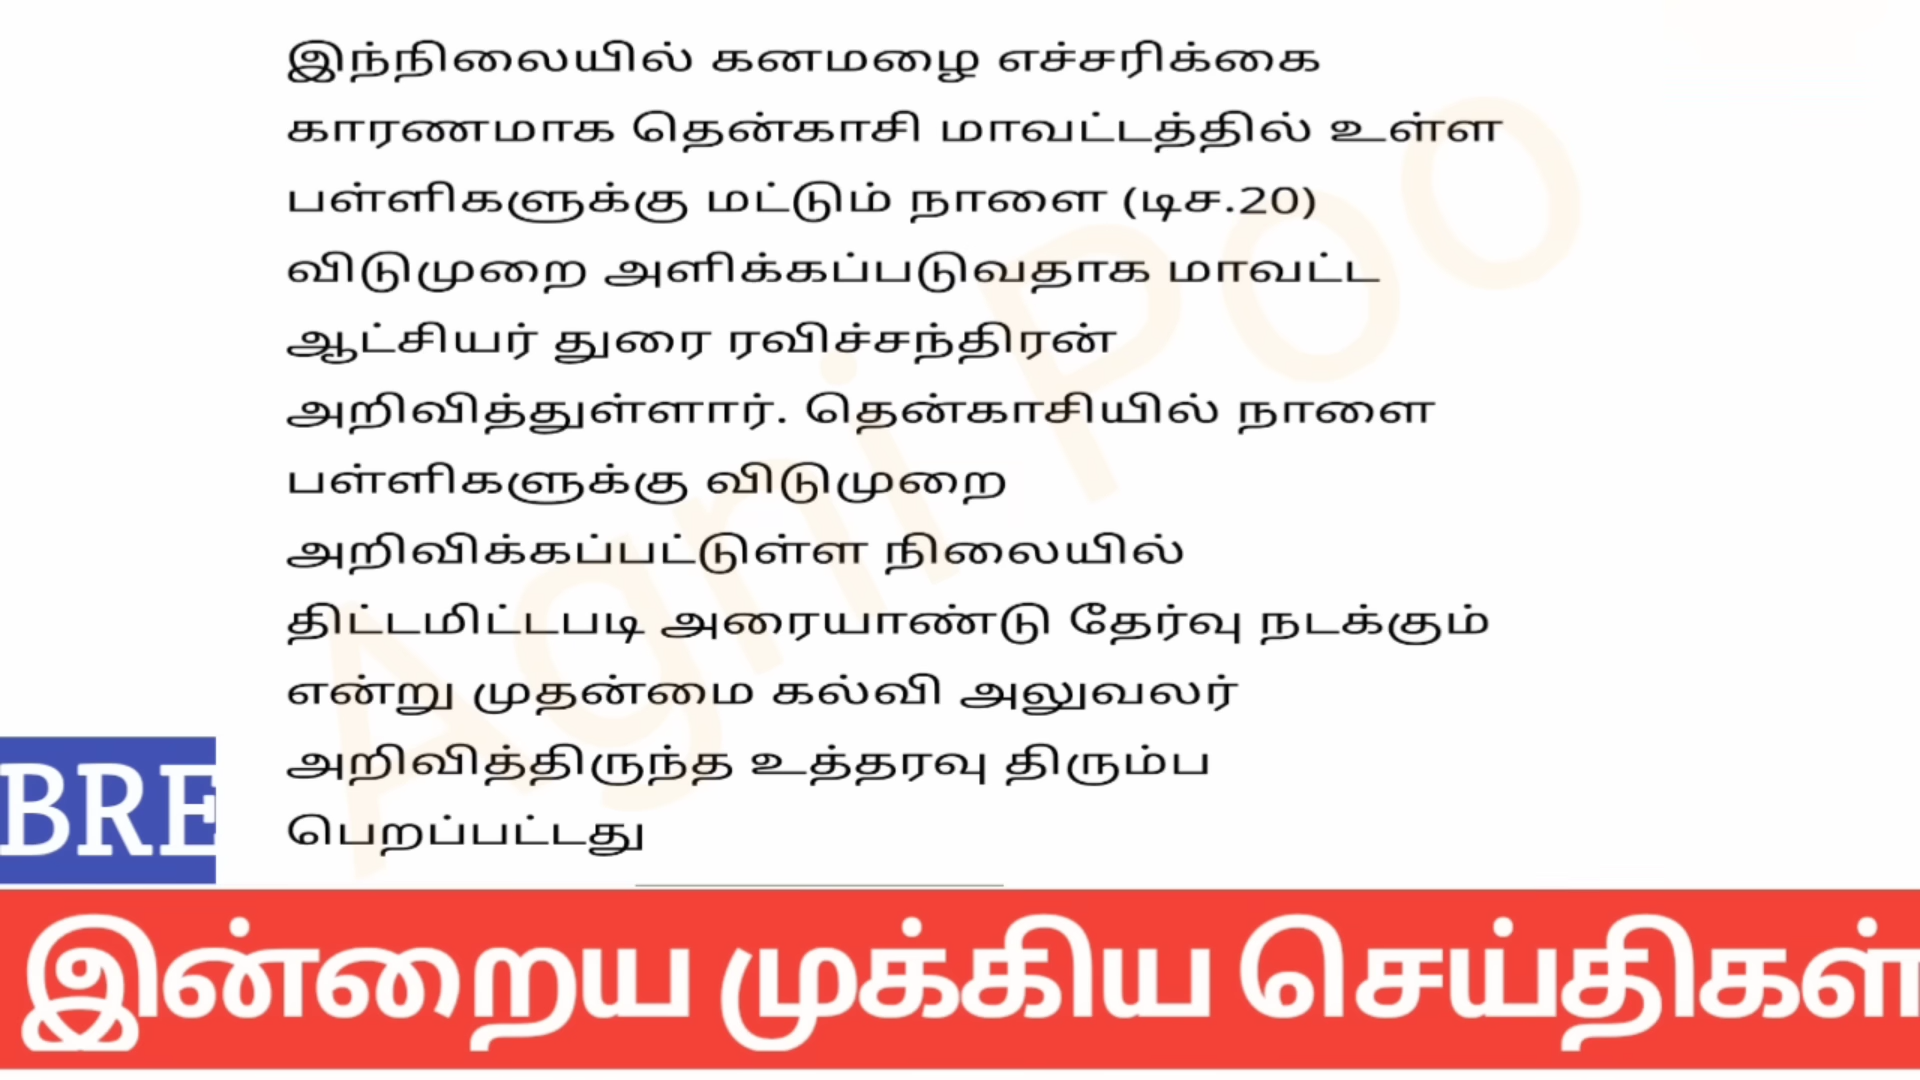 இந்நிலையில் கனமழை எச்சரிக்கை
காரணமாக தென்காசி மாவட்டத்தில் உள்ள
பள்ளிகளுக்கு மட்டும் நாளை (டிச.20)
விடுமுறை அளிக்கப்படுவதாக மாவட்ட
ஆட்சியர் துரை ரவிச்சந்திரன்
அறிவித்துள்ளார். தென்காசியில் நாளை
பள்ளிகளுக்கு விடுமுறை
அறிவிக்கப்பட்டுள்ள நிலையில்
திட்டமிட்டபடி அரையாண்டு தேர்வு நடக்கும்
என்று முதன்மை கல்வி அலுவலர்
அறிவித்திருந்த உத்தரவு திரும்ப
பெறப்பட்டது
Agni Poo
BRE
இன்றைய முக்கிய செய்திகள்